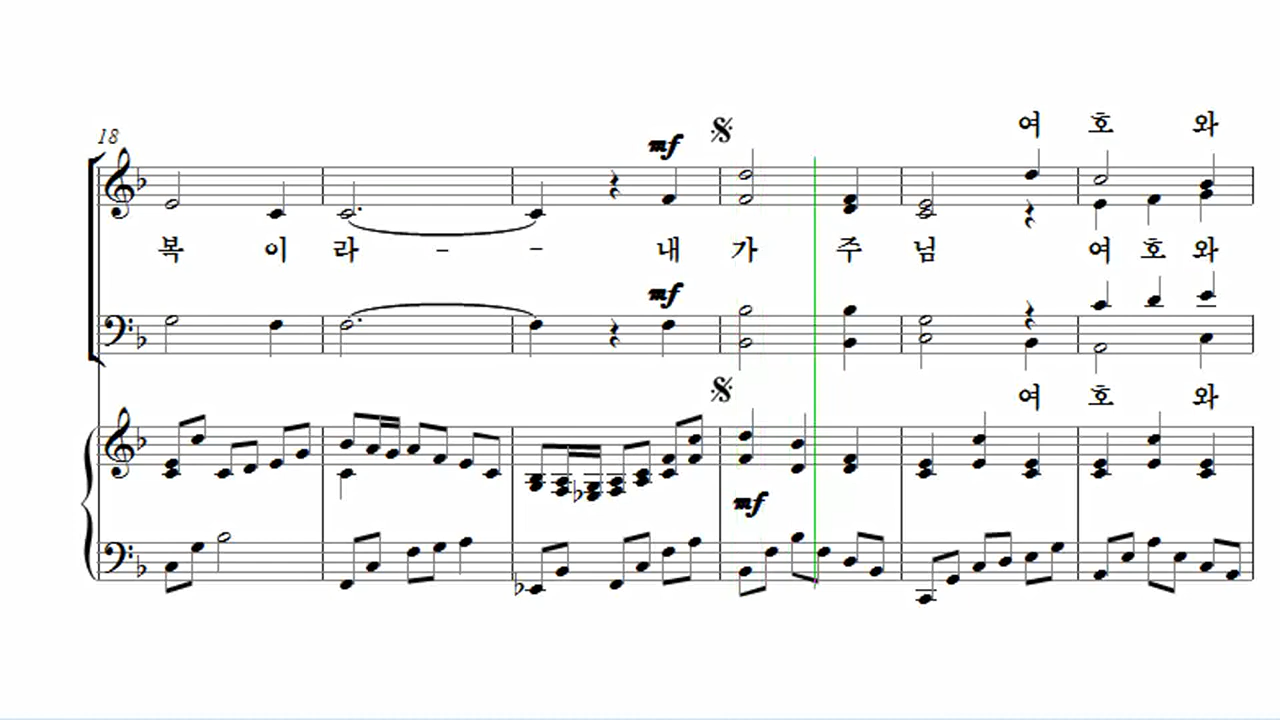 여 호 와
18
mf
복 이 라 - - 내 가 주 님 여 호 와
mf
여 호 와
mf